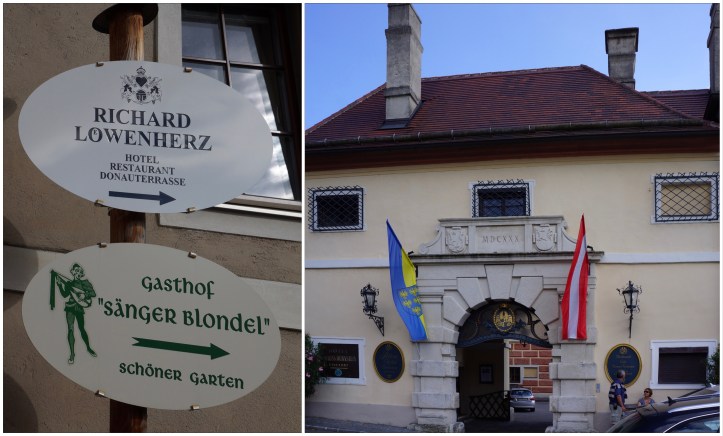 RICHARD
LÖWENHERZ
HOTEL
RESTAURANT
DONAUTERRASSE
Gasthof
"SÄNGER BLONDEL"
SCHÖNER GARTEN